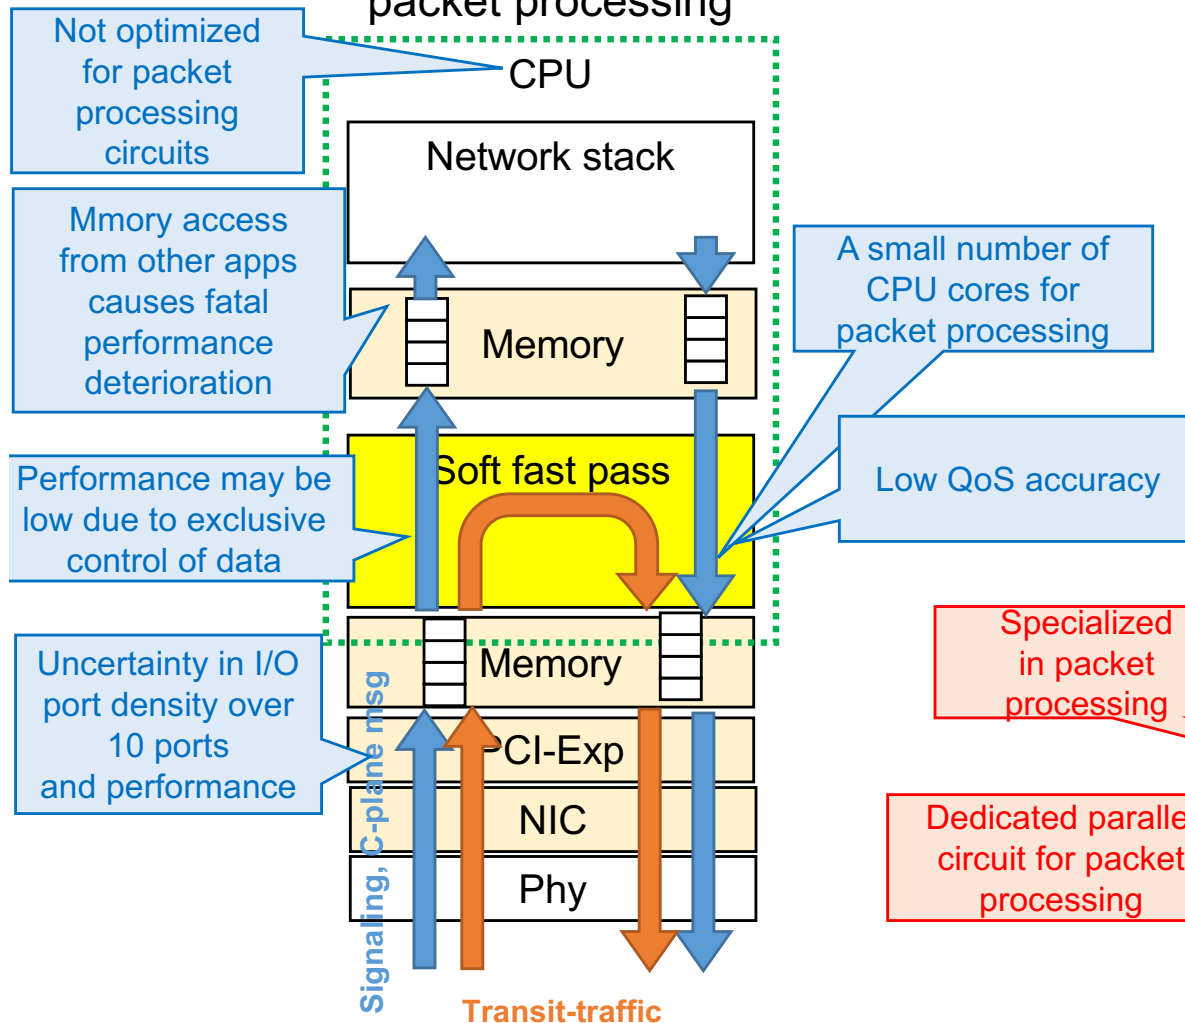 packet processing
Not optimized
for packet
processing
circuits
CPU
Network stack
Mmory access
from other apps
causes fatal
performance
deterioration
Memory
A small number of
CPU cores for
packet processing
Performance may be
low due to exclusive
control of data
Soft fast pass
Low QoS accuracy
Uncertainty in I/O
port density over
10 ports
and performance
Memory
Specialized
in packet
processing
PCI-Exp
NIC
Phy
Dedicated paralle
circuit for packet
processing
Signaling, C-plane msg
Transit-traffic